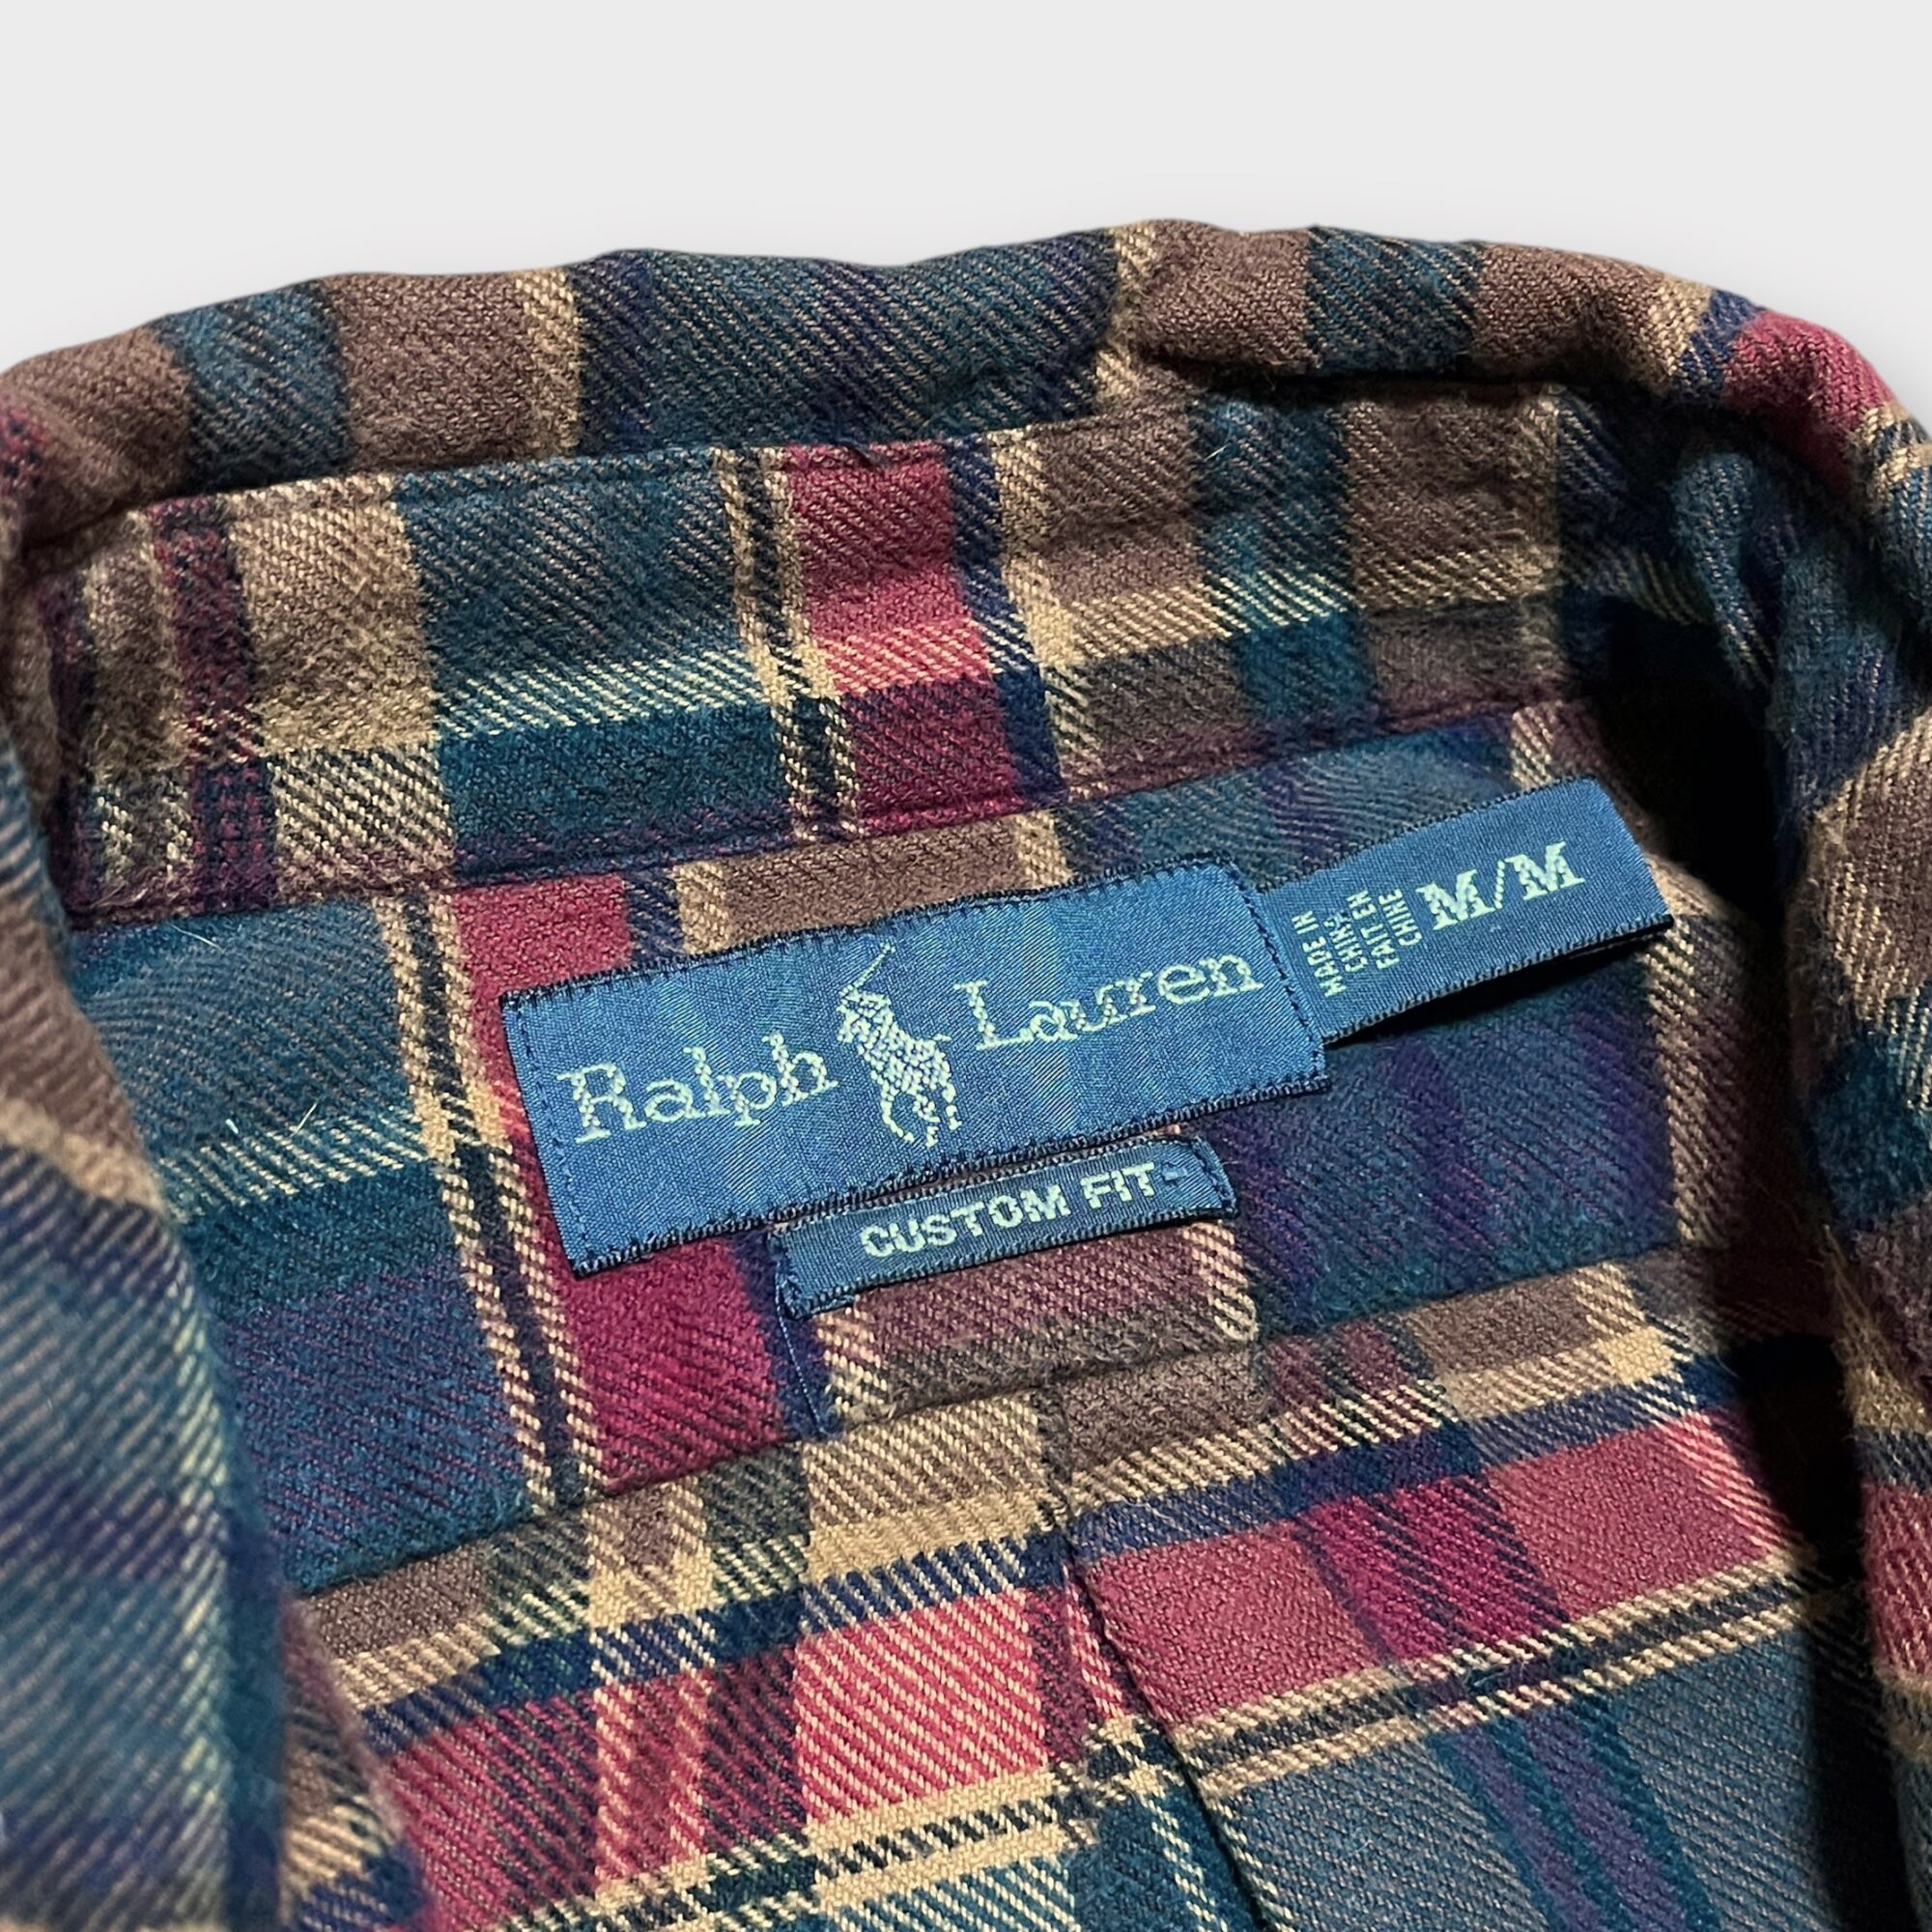 Ralph Lauren
MADE IN
CHINA
FAIT EN
CHINE
M/M
CUSTOM FIT